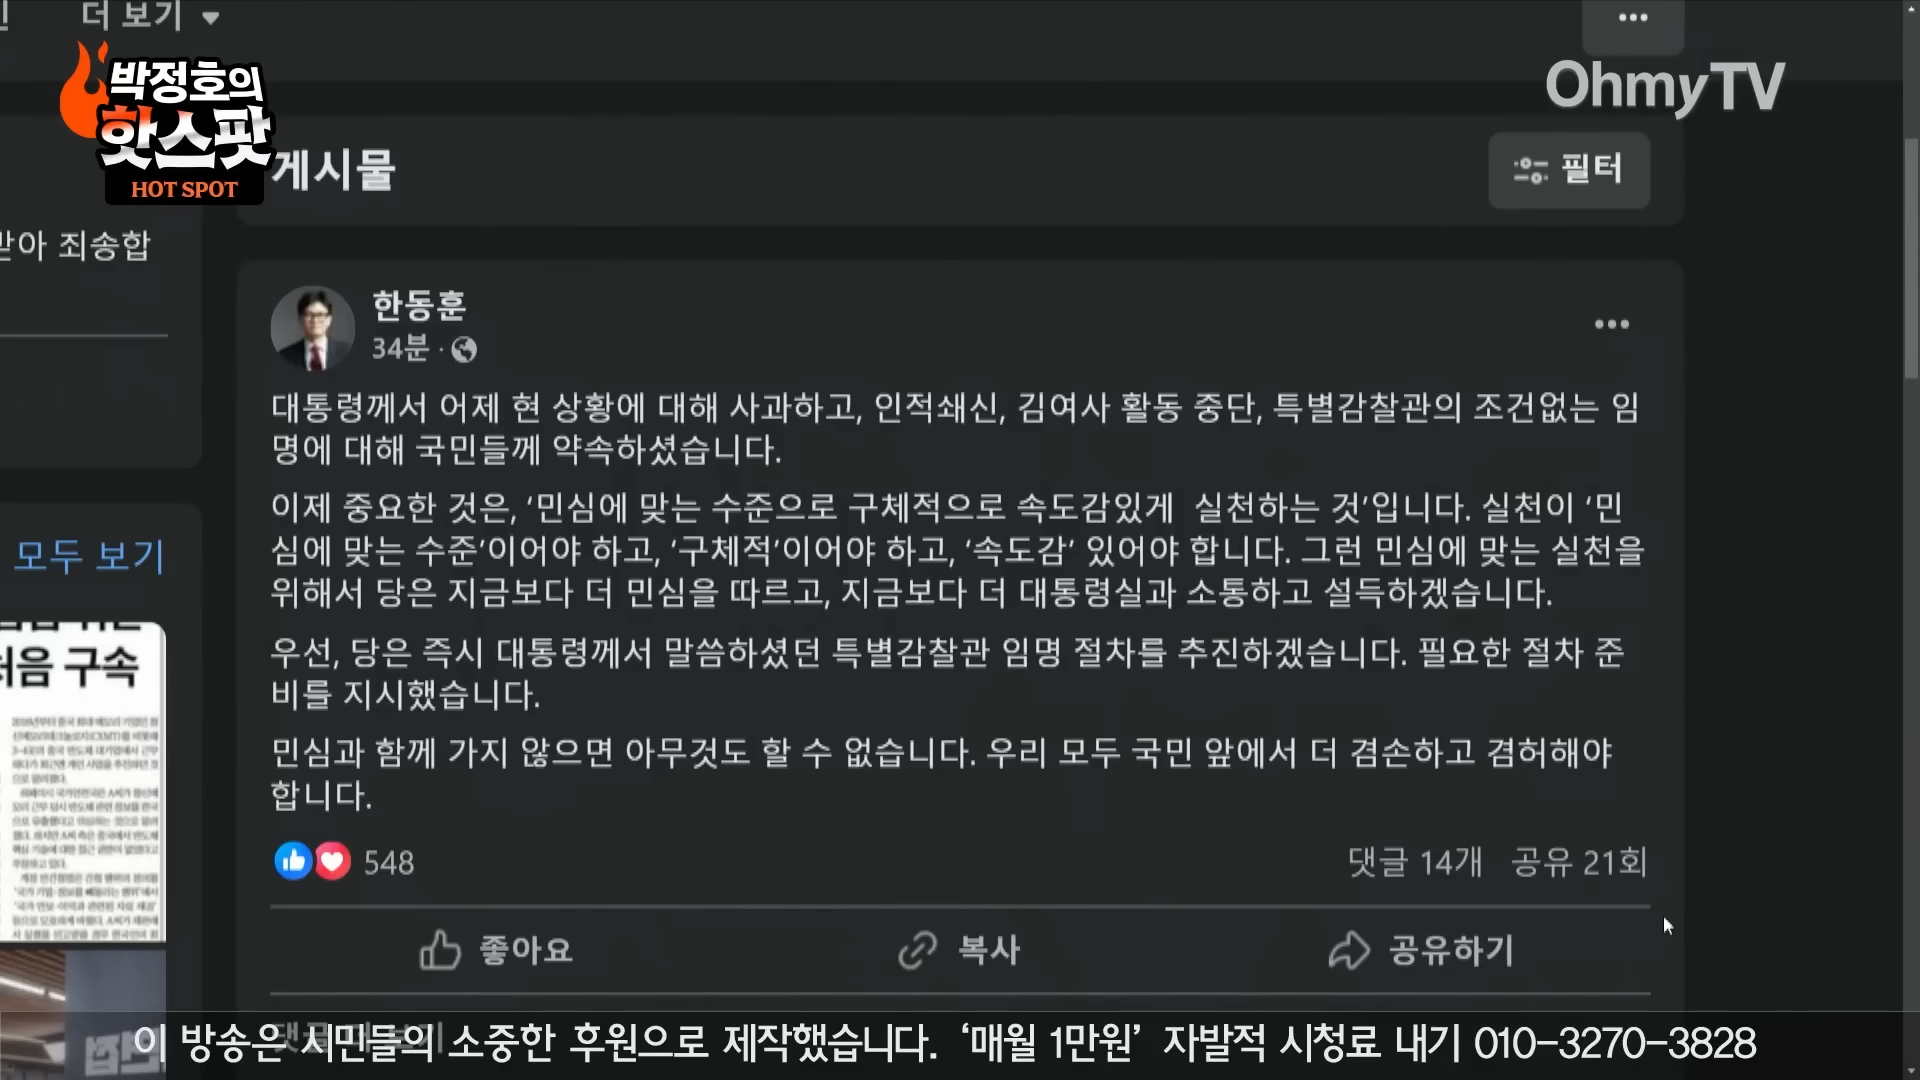 더 보기
박정호의
핫스팟
HOT SPOT
OhmyTV
게시물
필터
받아 죄송합
한동훈
34분
대통령께서 어제 현 상황에 대해 사과하고, 인적쇄신, 김여사 활동 중단, 특별감찰관의 조건없는 임
명에 대해 국민들께 약속하셨습니다.
이제 중요한 것은, ‘민심에 맞는 수준으로 구체적으로 속도감있게 실천하는 것’입니다. 실천이 ‘민
심에 맞는 수준’이어야 하고, ‘구체적’이어야 하고, ‘속도감’ 있어야 합니다. 그런 민심에 맞는 실천을
위해서 당은 지금보다 더 민심을 따르고, 지금보다 더 대통령실과 소통하고 설득하겠습니다.
우선, 당은 즉시 대통령께서 말씀하셨던 특별감찰관 임명 절차를 추진하겠습니다. 필요한 절차 준
비를 지시했습니다.
민심과 함께 가지 않으면 아무것도 할 수 없습니다. 우리 모두 국민 앞에서 더 겸손하고 겸허해야
합니다.
모두 보기
처음 구속
548
댓글 14개 공유 21회
좋아요
복사
공유하기
이 방송은 시민들의 소중한 후원으로 제작했습니다. ‘매월 1만원’ 자발적 시청료 내기 010-3270-3828